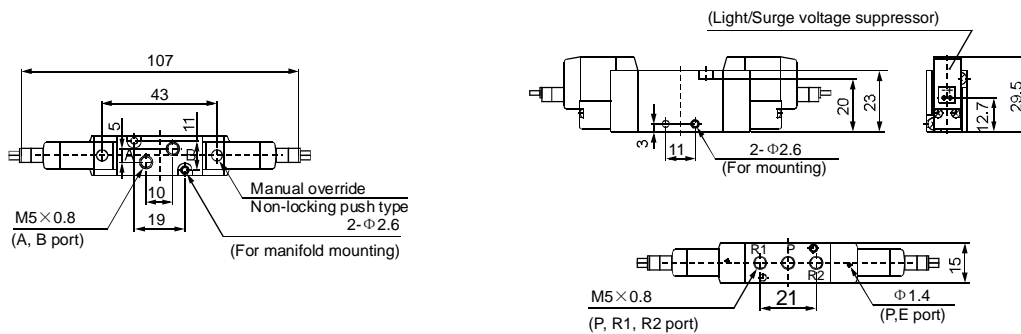 107
43
5
11
A
B
10
19
M5×0.8
(A, B port)
Manual override
Non-locking push type
2-Φ2.6
(For manifold mounting)
(Light/Surge voltage suppressor)
20
23
3
11
2-Φ2.6
(For mounting)
12.7
29.5
R1
P
R2
15
M5×0.8
(P, R1, R2 port)
21
Φ1.4
(P,E port)